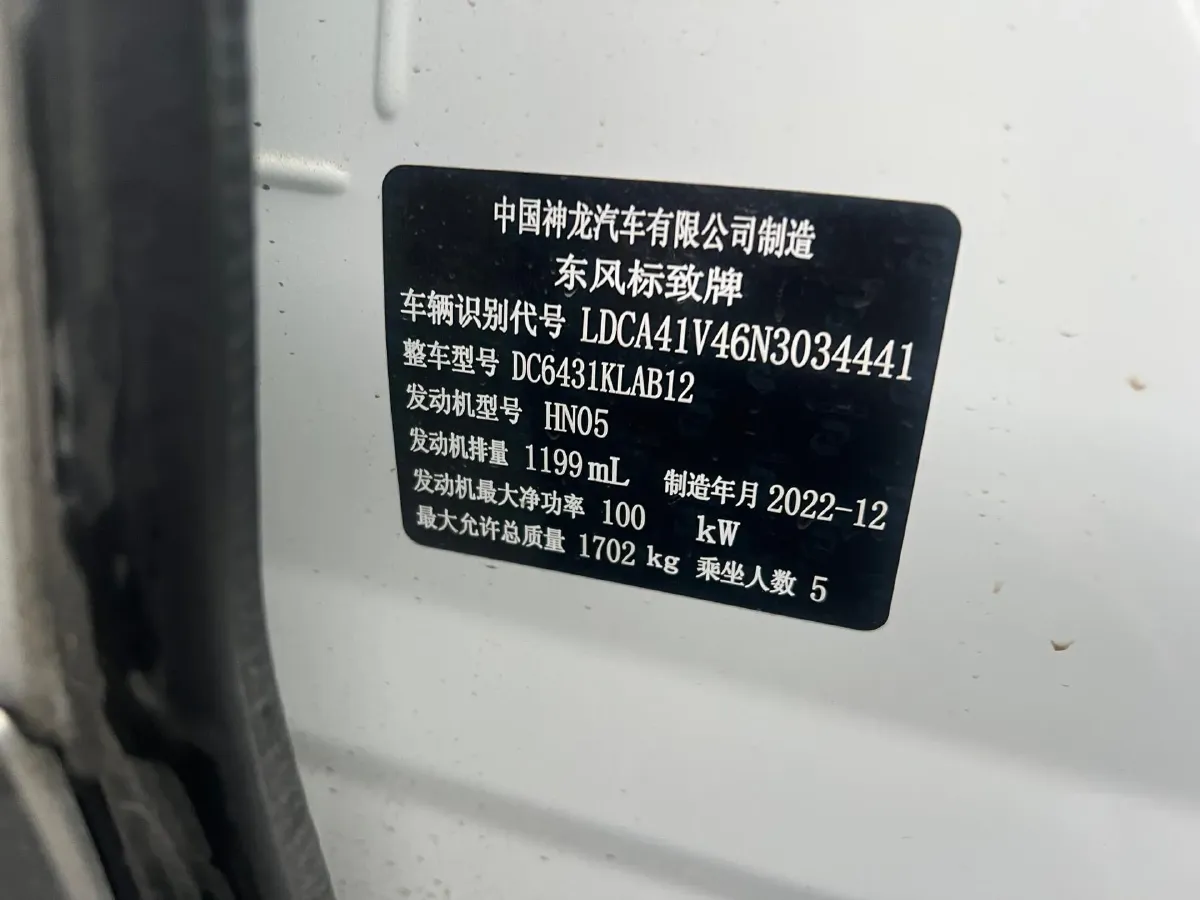 中国神龙汽车有限公司制造
东风标致牌
车辆识别代号 LDCA41V46N3034441
整车型号 DC6431KLAB12
发动机型号 HN05
发动机排量 1199mL 制造年月 2022-12
发动机最大净功率 100 kW
最大允许总质量 1702 kg 乘坐人数 5